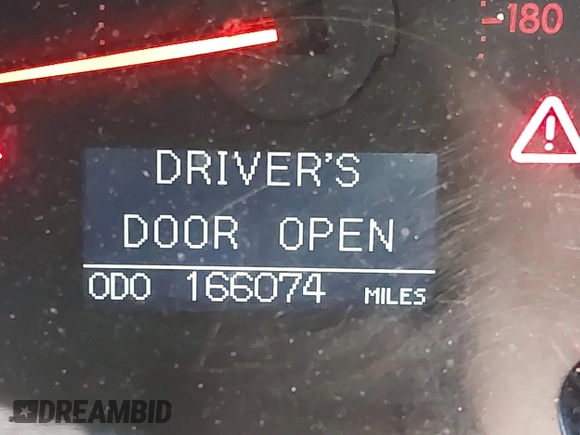 -180
DRIVER'S
DOOR OPEN
ODO 166074 MILES
DREAMBID